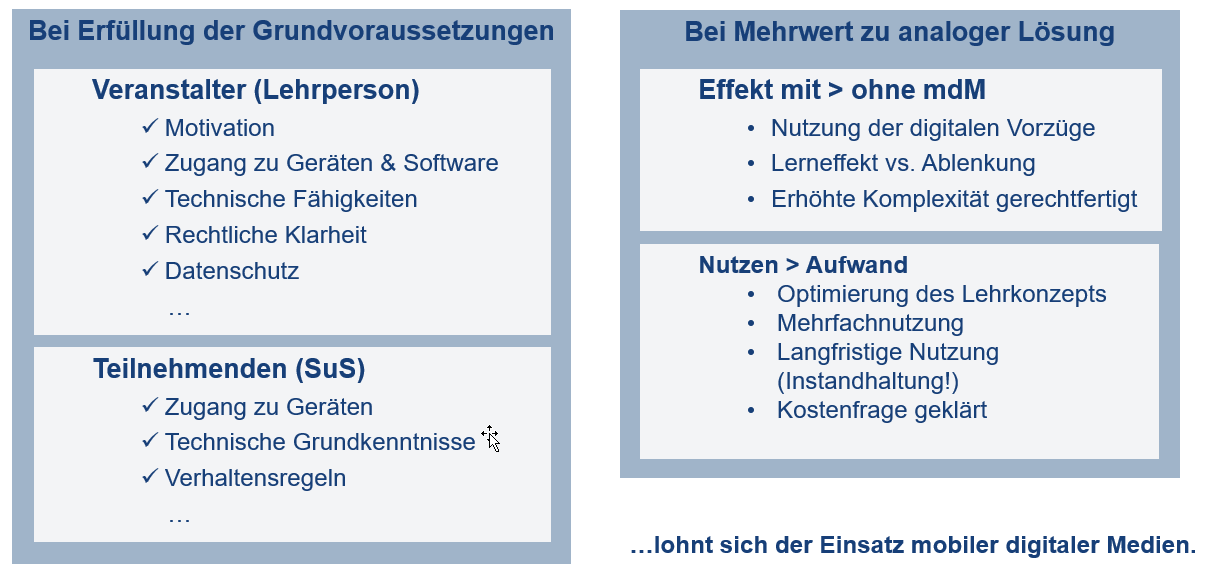 Bei Erfüllung der Grundvoraussetzungen
Veranstalter (Lehrperson)
✓ Motivation
✓ Zugang zu Geräten & Software
✓ Technische Fähigkeiten
✓ Rechtliche Klarheit
✓ Datenschutz
…
Teilnehmenden (SuS)
✓ Zugang zu Geräten
✓ Technische Grundkenntnisse
✓ Verhaltensregeln
…
Bei Mehrwert zu analoger Lösung
Effekt mit > ohne mdM
• Nutzung der digitalen Vorzüge
• Lerneffekt vs. Ablenkung
• Erhöhte Komplexität gerechtfertigt
Nutzen > Aufwand
• Optimierung des Lehrkonzepts
• Mehrfachnutzung
• Langfristige Nutzung
(Instandhaltung!)
• Kostenfrage geklärt
…lohnt sich der Einsatz mobiler digitaler Medien.